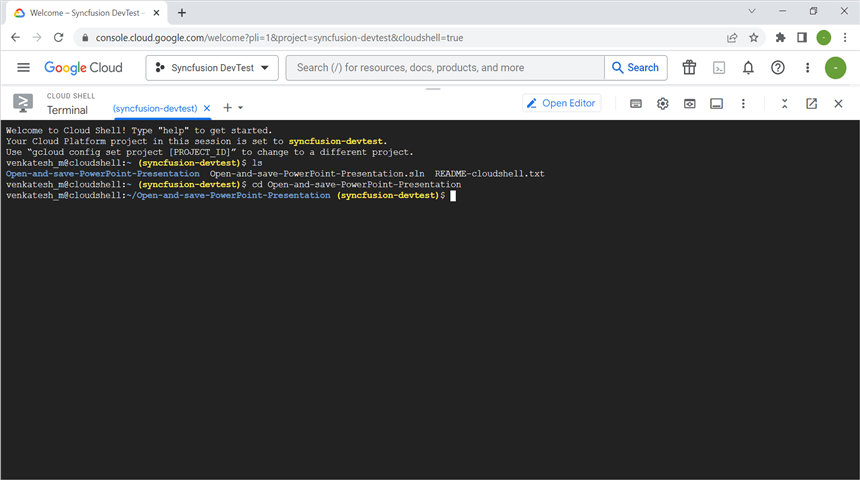 Welcome – Syncfusion DevTest –
console.cloud.google.com/welcome?pli=1&project=syncfusion-devtest&cloudshell=true
Google Cloud Syncfusion DevTest Search (/) for resources, docs, products, and more Search
CLOUD SHELL
Terminal (syncfusion-devtest) Open Editor
Welcome to Cloud Shell! Type "help" to get started.
Your Cloud Platform project in this session is set to syncfusion-devtest.
Use “gcloud config set project [PROJECT_ID]” to change to a different project.
venkatesh_m@cloudshell:~ (syncfusion-devtest)$ ls
Open-and-save-PowerPoint-Presentation Open-and-save-PowerPoint-Presentation.sln README-cloudshell.txt
venkatesh_m@cloudshell:~ (syncfusion-devtest)$ cd Open-and-save-PowerPoint-Presentation
venkatesh_m@cloudshell:~/Open-and-save-PowerPoint-Presentation (syncfusion-devtest)$